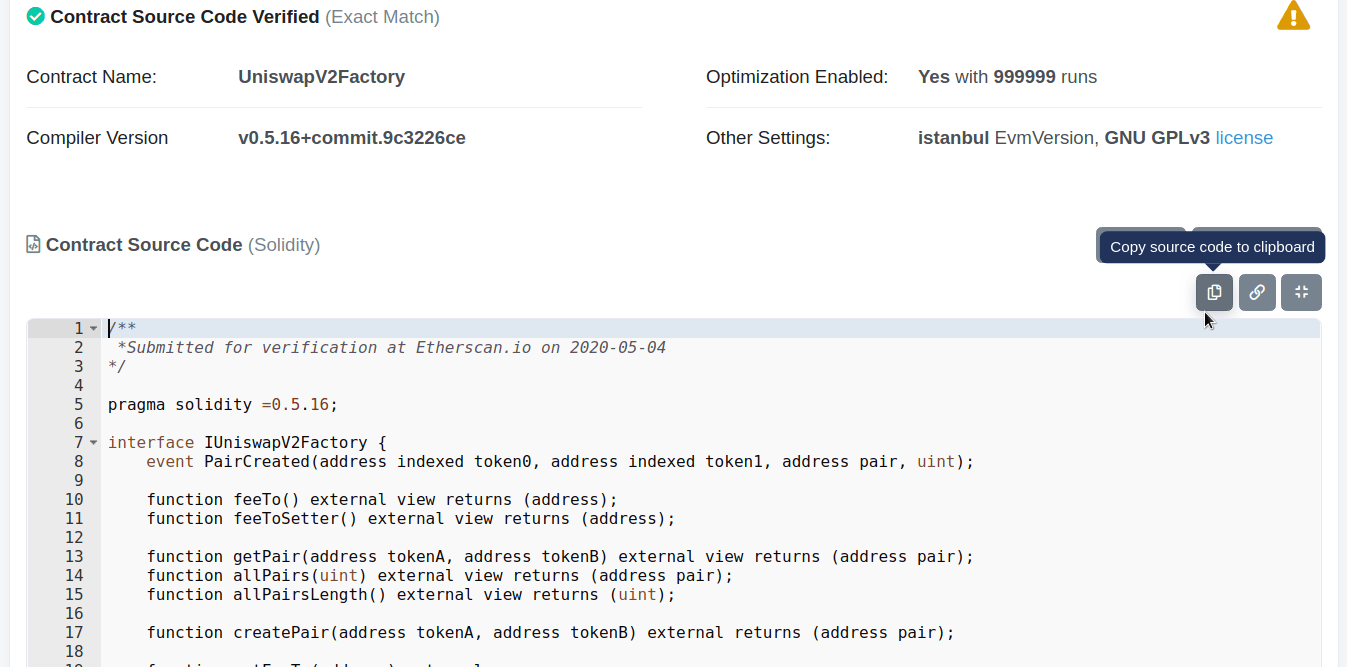 Contract Source Code Verified (Exact Match)
Contract Name: UniswapV2Factory
Optimization Enabled: Yes with 999999 runs
Compiler Version v0.5.16+commit.9c3226ce
Other Settings: istanbul EvmVersion, GNU GPLv3 license
Contract Source Code (Solidity)
Copy source code to clipboard
1 /**
2 *Submitted for verification at Etherscan.io on 2020-05-04
3 */
4
5 pragma solidity =0.5.16;
6
7 interface IUniswapV2Factory {
8 event PairCreated(address indexed token0, address indexed token1, address pair, uint);
9
10 function feeTo() external view returns (address);
11 function feeToSetter() external view returns (address);
12
13 function getPair(address tokenA, address tokenB) external view returns (address pair);
14 function allPairs(uint) external view returns (address pair);
15 function allPairsLength() external view returns (uint);
16
17 function createPair(address tokenA, address tokenB) external returns (address pair);
18